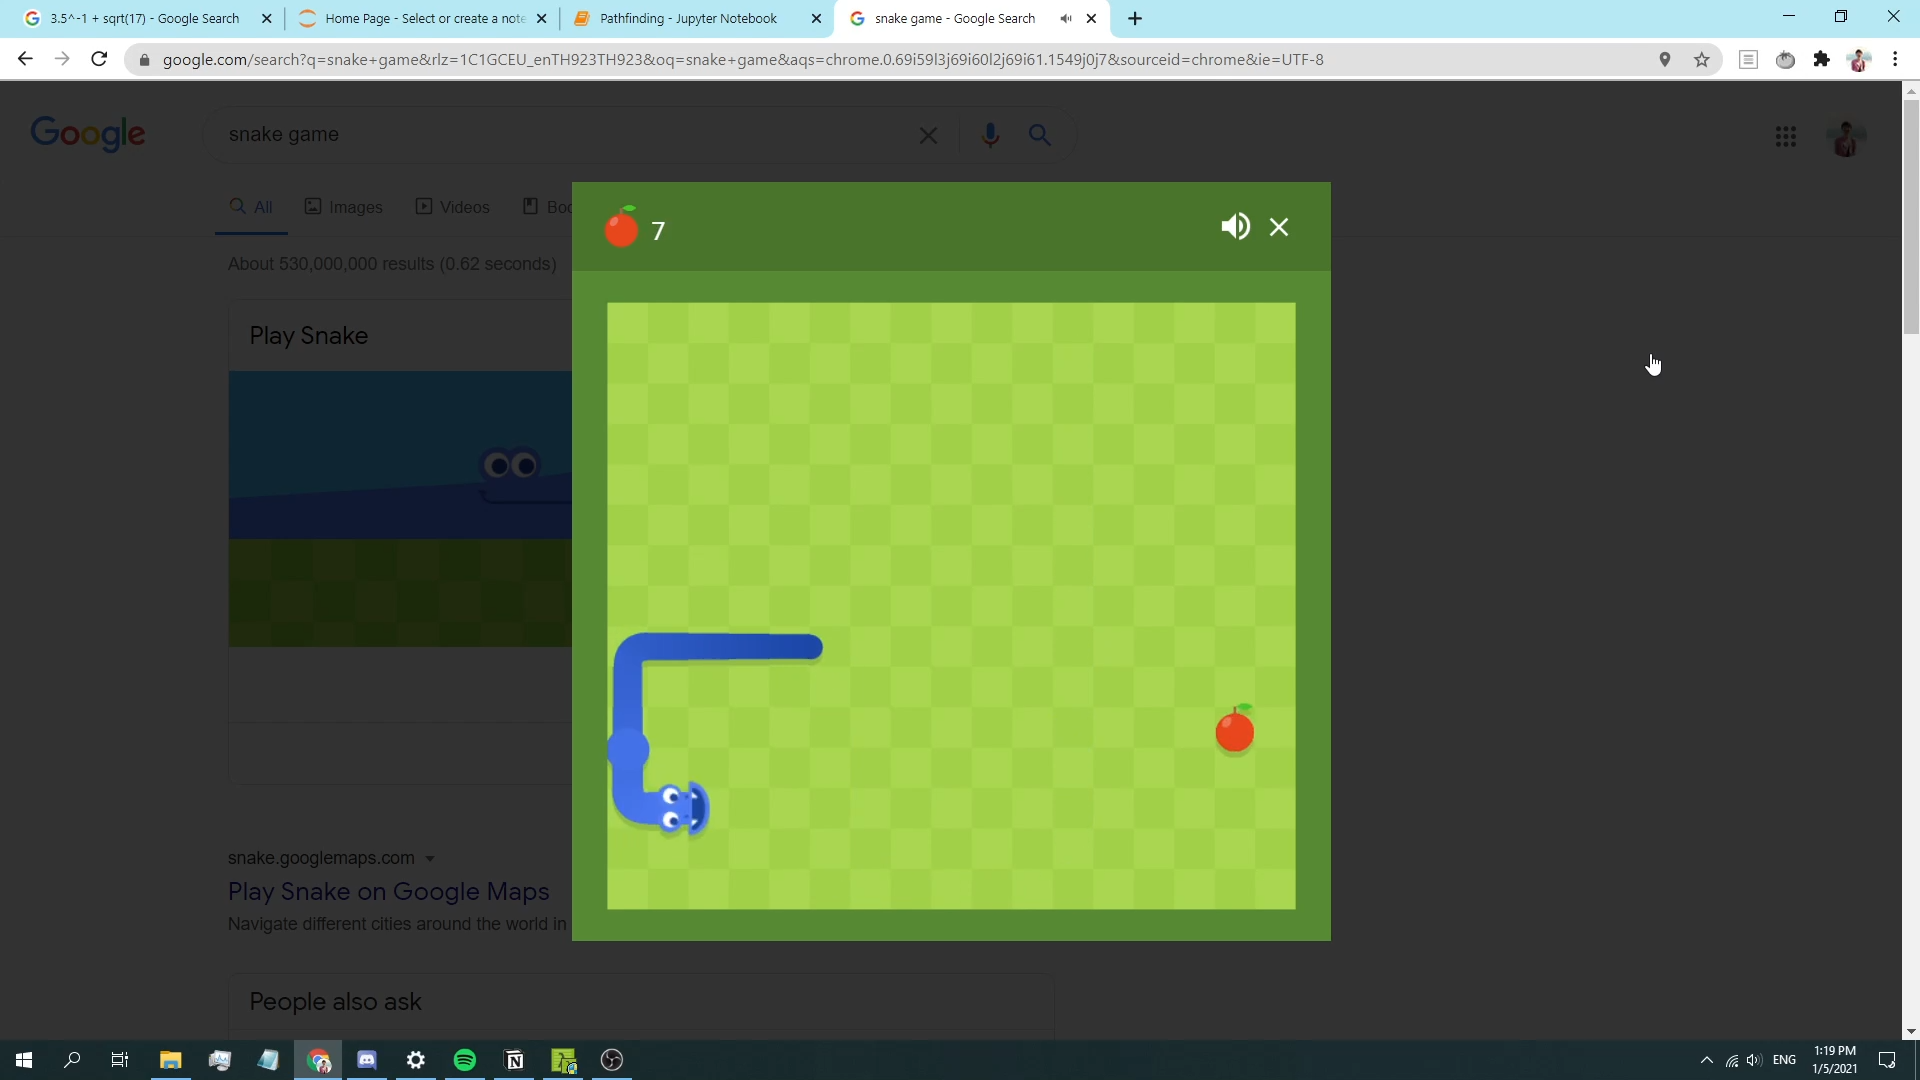 3.5^-1 + sqrt(17) - Google Search
Home Page - Select or create a note
Pathfinding - Jupyter Notebook
snake game - Google Search
google.com/search?q=snake+game&rlz=1C1GCEU_enTH923TH923&oq=snake+game&aqs=chrome.0.69i59l3j69i60l2j69i61.1549j0j7&sourceid=chrome&ie=UTF-8
Google
snake game
All
Images
Videos
Boo
7
About 530,000,000 results (0.62 seconds)
Play Snake
snake.googlemaps.com
Play Snake on Google Maps
Navigate different cities around the world in
People also ask
ENG
1:19 PM
1/5/2021